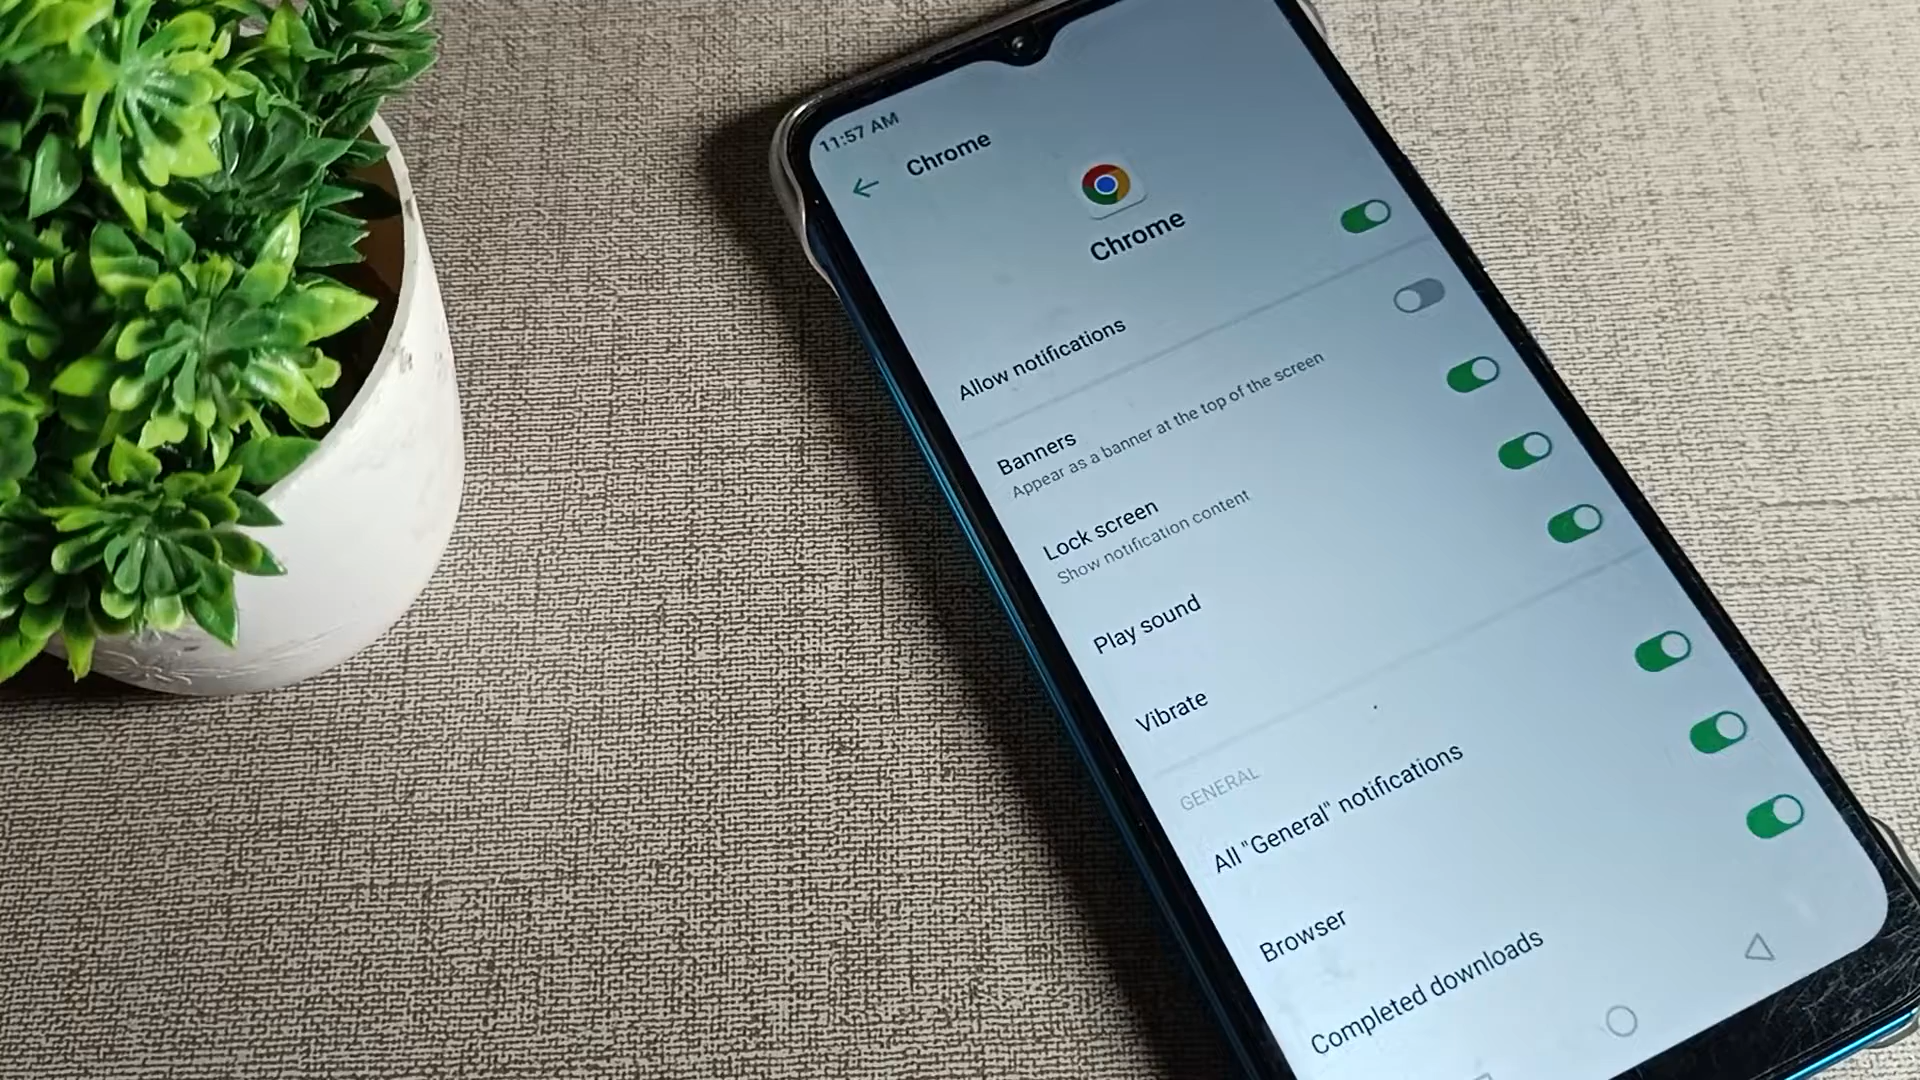 11:57 AM
Chrome
Chrome
Allow notifications
Banners
Appear as a banner at the top of the screen
Lock screen
Show notification content
Play sound
Vibrate
GENERAL
All "General" notifications
Browser
Completed downloads